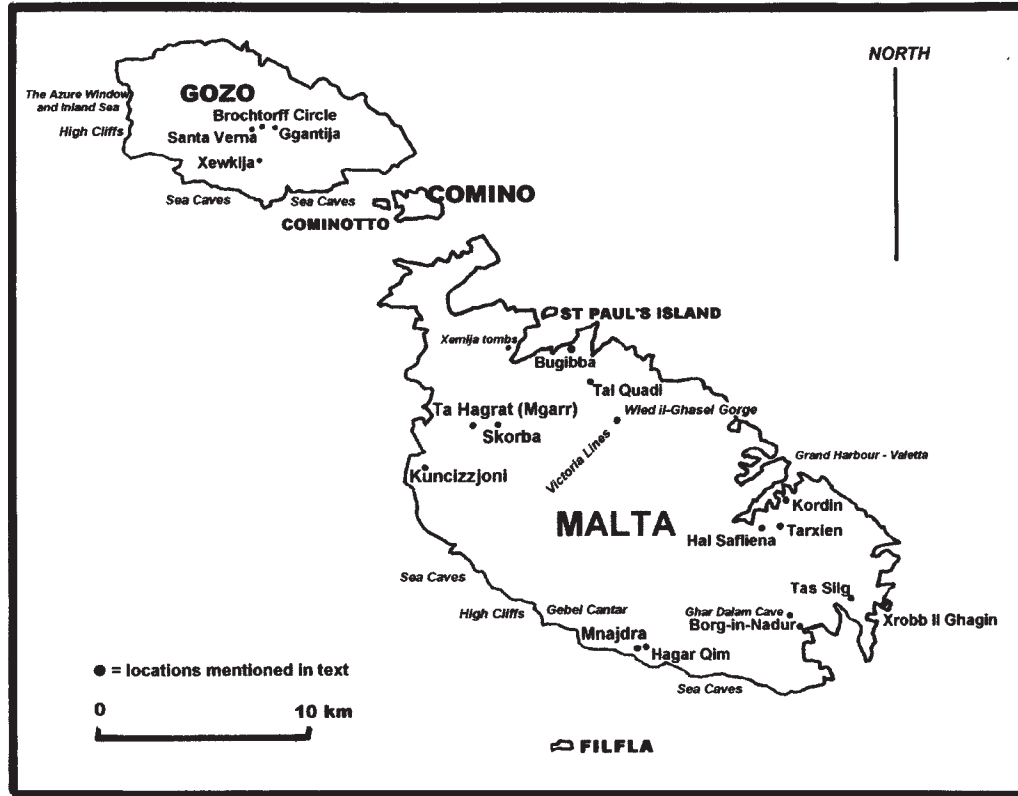 NORTH
The Azure Window
and Inland Sea
High Cliffs
GOZO
Brochtorff Circle
Santa Verna
Ggantija
Xewkija
Sea Caves
Sea Caves
COMINO
COMINOTTO
ST PAUL'S ISLAND
Xemija tombs
Bugibba
Tal Quadi
Ta Hagrat (Mgarr)
Wied il-Ghasel Gorge
Skorba
Victoria Lines
Grand Harbour - Valetta
Kuncizzjoni
Kordin
MALTA
Hal Safliena
Tarxien
Sea Caves
Tas Silg
High Cliffs
Gebel Cantar
Ghar Dalam Cave
Borg-in-Nadur
Xrobb Il Ghagin
Mnajdra
Hagar Qim
Sea Caves
= locations mentioned in text
0 10 km
FILFLA